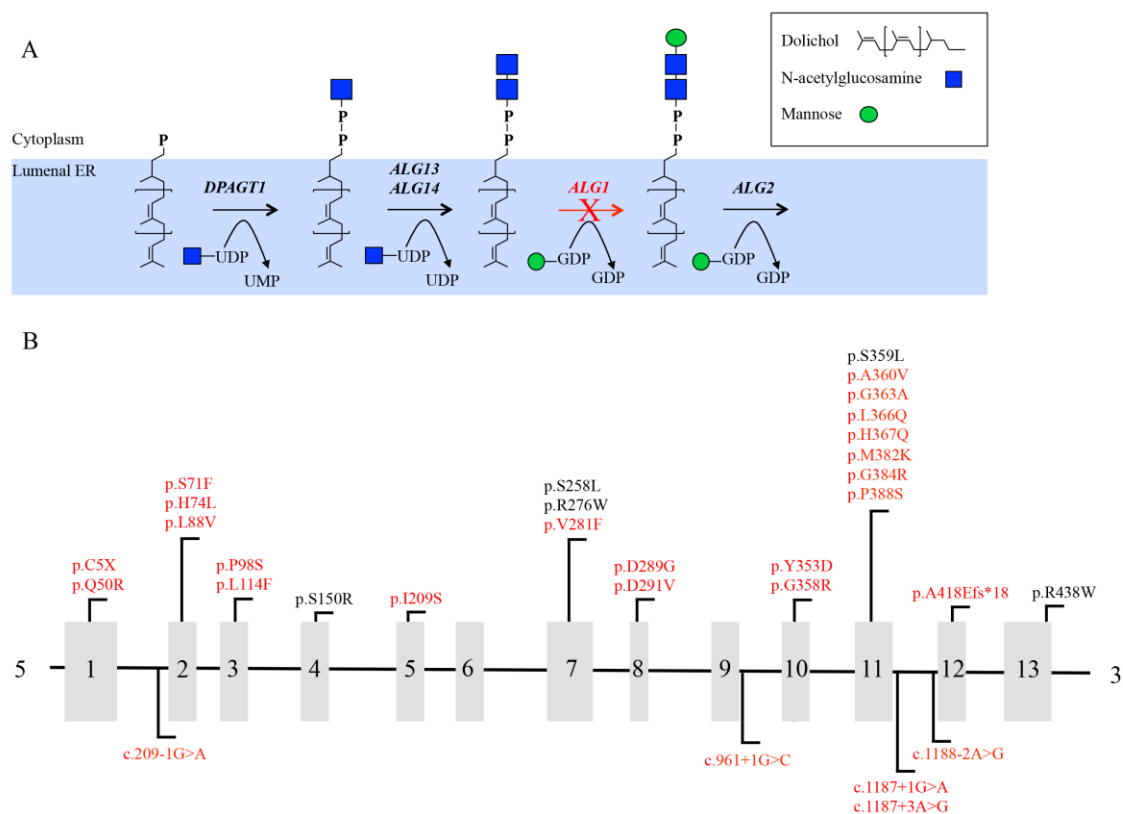 A
Dolichol
N-acetylglucosamine
Mannose
Cytoplasm
Lumenal ER
P
P
P
P
P
P
P
DPAGT1
ALG13
ALG14
ALG1
X
ALG2
UDP
UMP
UDP
UDP
GDP
GDP
GDP
GDP
B
p.S359L
p.A360V
p.G363A
p.L366Q
p.H367Q
p.M382K
p.G384R
p.P388S
p.S71F
p.H74L
p.L88V
p.S258L
p.R276W
p.V281F
p.C5X
p.Q50R
p.P98S
p.L114F
p.S150R
p.I209S
p.D289G
p.D291V
p.Y353D
p.G358R
p.A418Efs*18
p.R438W
5 1 2 3 4 5 6 7 8 9 10 11 12 13 3
c.209-1G>A
c.961+1G>C
c.1188-2A>G
c.1187+1G>A
c.1187+3A>G